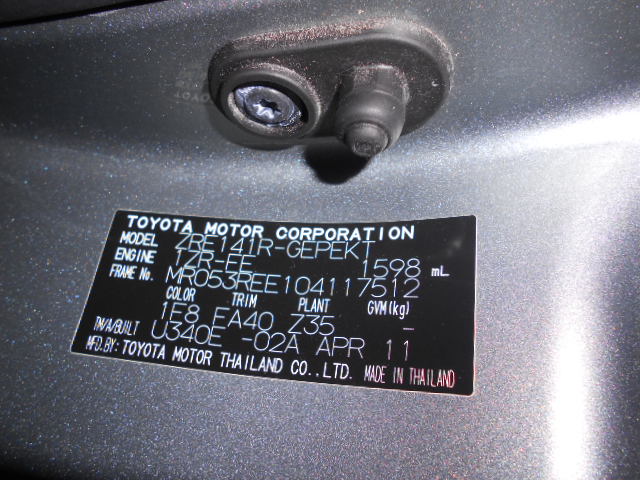 TOYOTA MOTOR CORPORATION
MODEL ZRE141R-GEPEKT
ENGINE 1ZR-FE 1598 mL
FRAME No. MR053REE104117512
COLOR TRIM PLANT GVM(kg)
1E8 FA40 Z35 -
TM/A/BUILT U340E -02A APR 11
MFD.BY: TOYOTA MOTOR THAILAND CO.,LTD. MADE IN THAILAND